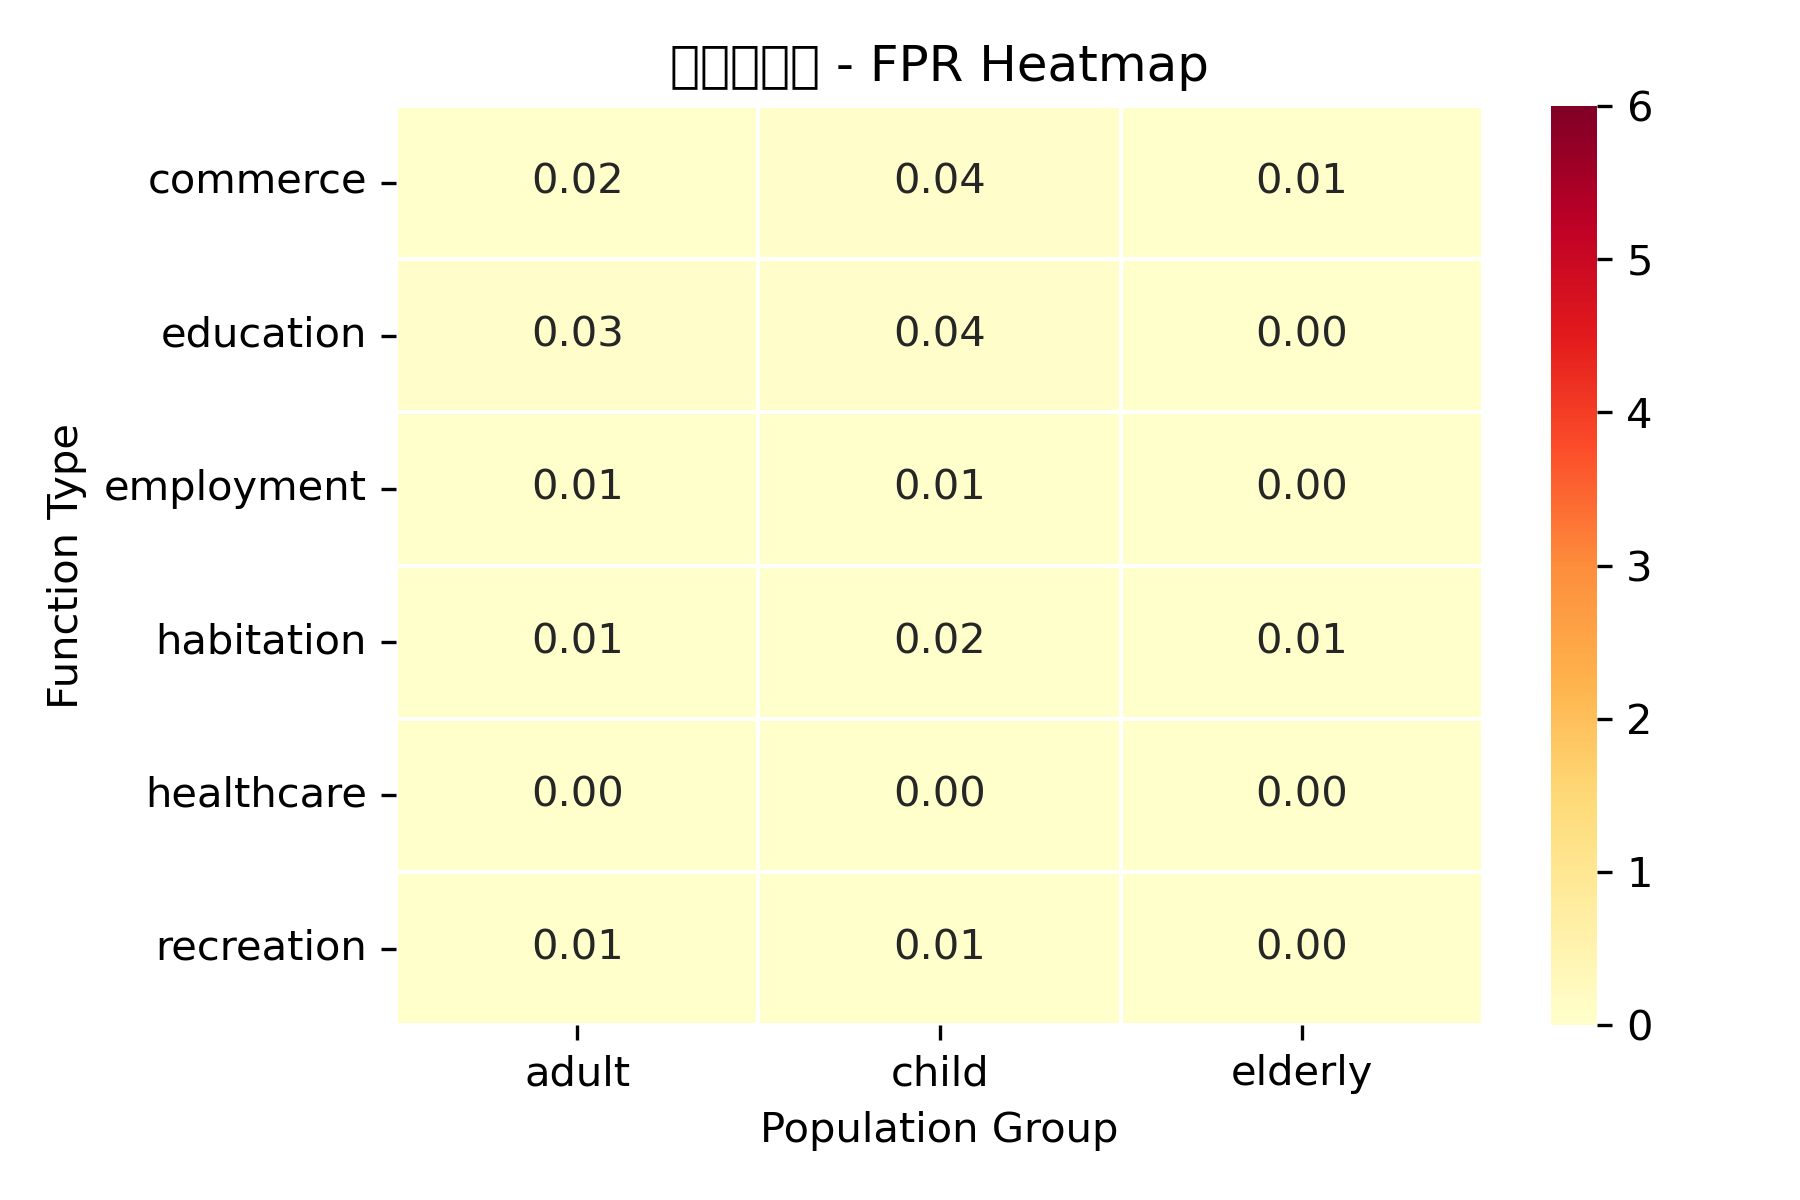 - FPR Heatmap
6
commerce 0.02 0.04 0.01
5
education 0.03 0.04 0.00
4
employment 0.01 0.01 0.00
3
habitation 0.01 0.02 0.01
2
healthcare 0.00 0.00 0.00
1
recreation 0.01 0.01 0.00
0
adult child elderly
Population Group
Function Type